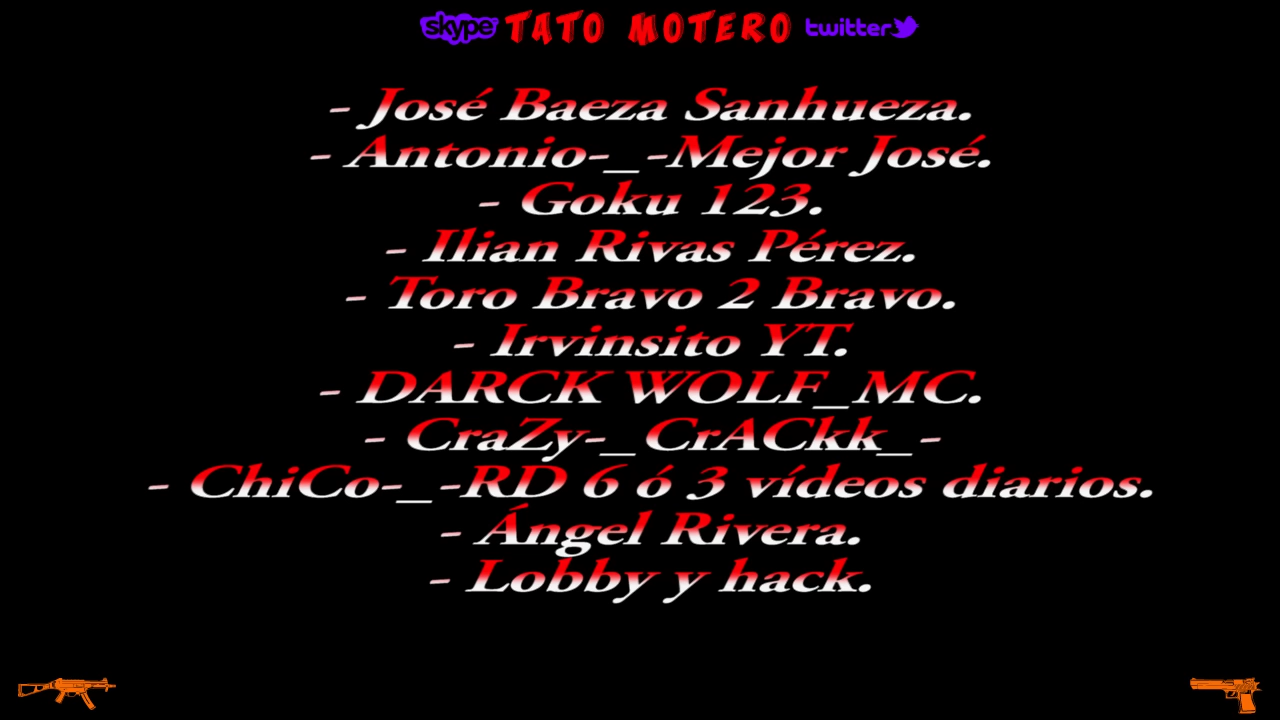 skype TATO MOTERO twitter
- José Baeza Sanhueza.
- Antonio-_-Mejor José.
- Goku 123.
- Ilian Rivas Pérez.
- Toro Bravo 2 Bravo.
- Irvinsito YT.
- DARCK WOLF_MC.
- CraZy-_CrACkk_-
- ChiCo-_-RD 6 ó 3 vídeos diarios.
- Ángel Rivera.
- Lobby y hack.